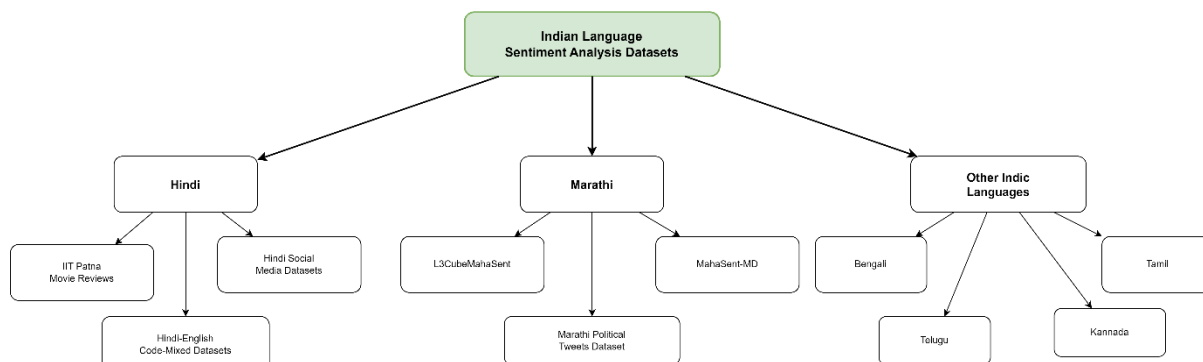 Indian Language
Sentiment Analysis Datasets
Hindi
Marathi
Other Indic
Languages
IIT Patna
Movie Reviews
Hindi Social
Media Datasets
L3CubeMahaSent
MahaSent-MD
Bengali
Tamil
Hindi-English
Code-Mixed Datasets
Marathi Political
Tweets Dataset
Telugu
Kannada